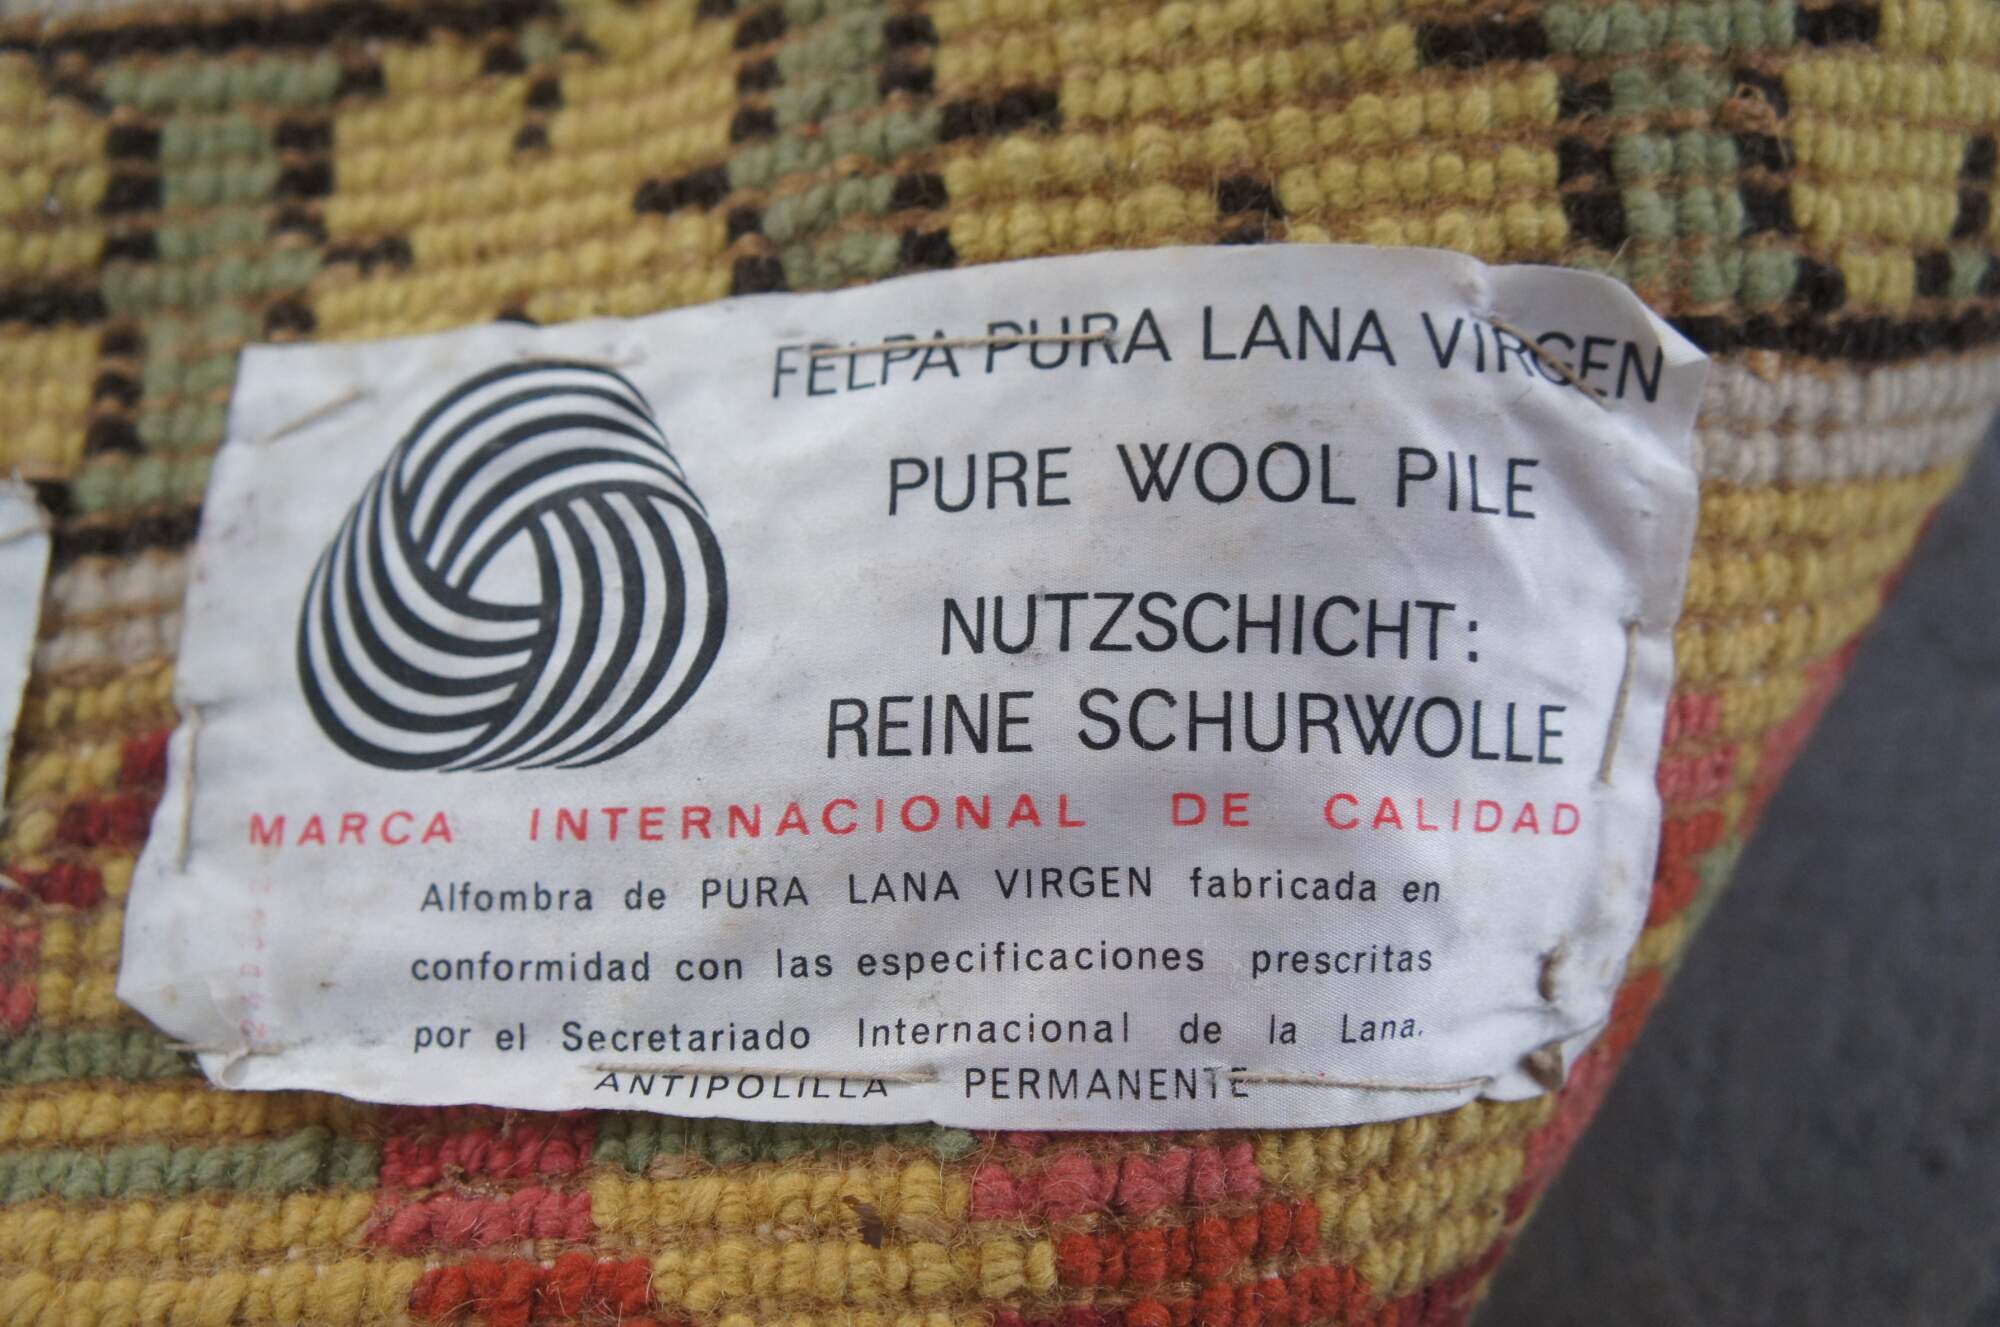 FELPA PURA LANA VIRGEN
PURE WOOL PILE
NUTZSCHICHT:
REINE SCHURWOLLE
MARCA INTERNACIONAL DE CALIDAD
Alfombra de PURA LANA VIRGEN fabricada en
conformidad con las especificaciones prescritas
por el Secretariado Internacional de la Lana.
ANTIPOLILLA PERMANENTE